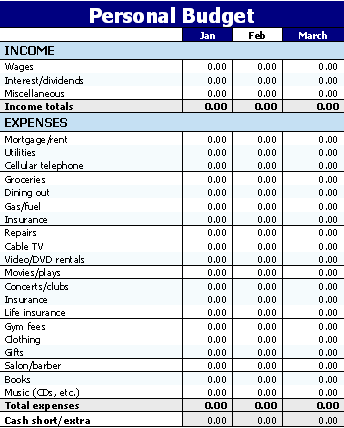 Personal Budget
Jan Feb March
INCOME
Wages 0.00 0.00 0.00
Interest/dividends 0.00 0.00 0.00
Miscellaneous 0.00 0.00 0.00
Income totals 0.00 0.00 0.00
EXPENSES
Mortgage/rent 0.00 0.00 0.00
Utilities 0.00 0.00 0.00
Cellular telephone 0.00 0.00 0.00
Groceries 0.00 0.00 0.00
Dining out 0.00 0.00 0.00
Gas/fuel 0.00 0.00 0.00
Insurance 0.00 0.00 0.00
Repairs 0.00 0.00 0.00
Cable TV 0.00 0.00 0.00
Video/DVD rentals 0.00 0.00 0.00
Movies/plays 0.00 0.00 0.00
Concerts/clubs 0.00 0.00 0.00
Insurance 0.00 0.00 0.00
Life insurance 0.00 0.00 0.00
Gym fees 0.00 0.00 0.00
Clothing 0.00 0.00 0.00
Gifts 0.00 0.00 0.00
Salon/barber 0.00 0.00 0.00
Books 0.00 0.00 0.00
Music (CDs, etc.) 0.00 0.00 0.00
Total expenses 0.00 0.00 0.00
Cash short/extra 0.00 0.00 0.00